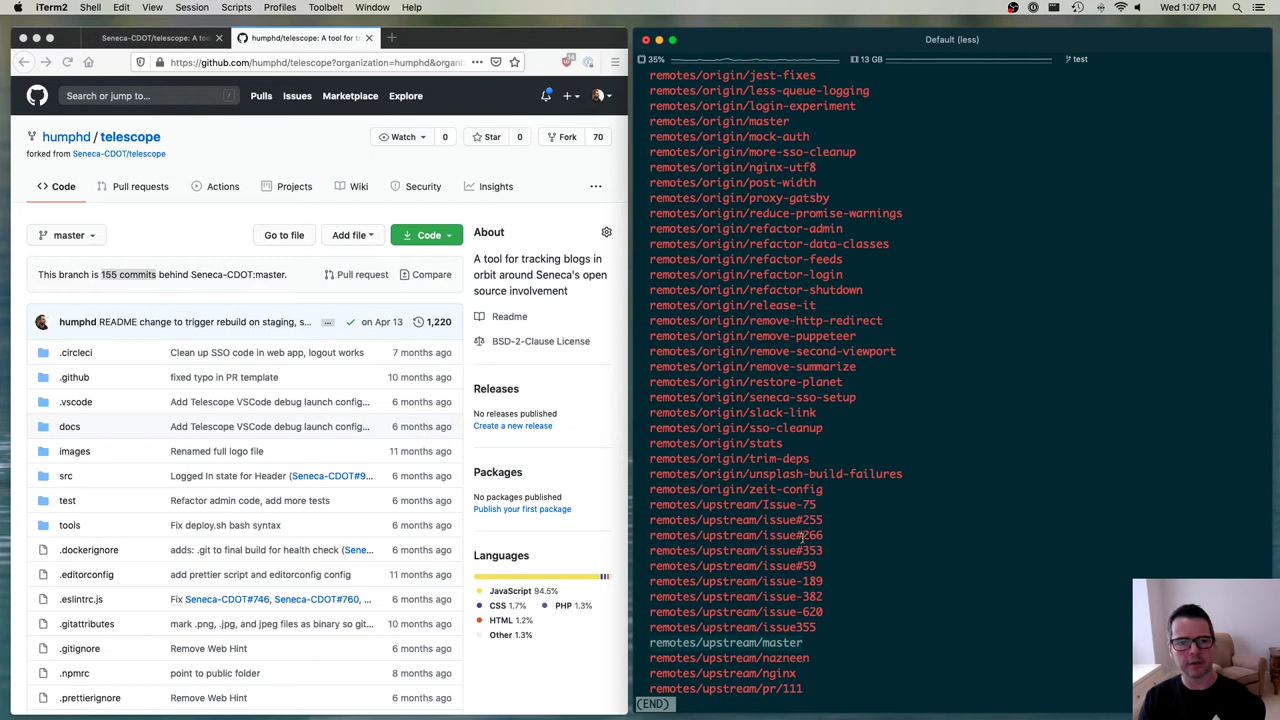 iTerm2 Shell Edit View Session Scripts Profiles Toolbelt Window Help Wed 1:07 PM
Seneca-CDOT/telescope: A too
humphd/telescope: A tool for tr
Default (less)
https://github.com/humphd/telescope?organization=humphd&organi
35% 13 GB test
Search or jump to... / Pulls Issues Marketplace Explore
humphd / telescope
forked from Seneca-CDOT/telescope
Watch 0 Star 0 Fork 70
Code Pull requests Actions Projects Wiki Security Insights
master Go to file Add file Code
This branch is 155 commits behind Seneca-CDOT:master. Pull request Compare
humphd README change to trigger rebuild on staging, s... on Apr 13 1,220
.circleci Clean up SSO code in web app, logout works 7 months ago
.github fixed typo in PR template 10 months ago
.vscode Add Telescope VSCode debug launch config... 6 months ago
docs Add Telescope VSCode debug launch config... 6 months ago
images Renamed full logo file 11 months ago
src Logged In state for Header (Seneca-CDOT#9... 6 months ago
test Refactor admin code, add more tests 6 months ago
tools Fix deploy.sh bash syntax 6 months ago
.dockerignore adds: .git to final build for health check (Sene... 6 months ago
.editorconfig add prettier script and editorconfig config 11 months ago
.eslintrc.js Fix Seneca-CDOT#746, Seneca-CDOT#760, ... 6 months ago
.gitattributes mark .png, .jpg, and jpeg files as binary so git... 10 months ago
.gitignore Remove Web Hint 6 months ago
.npmrc point to public folder 8 months ago
.prettierignore Remove Web Hint 6 months ago
About
A tool for tracking blogs in
orbit around Seneca's open
source involvement
Readme
BSD-2-Clause License
Releases
No releases published
Create a new release
Packages
No packages published
Publish your first package
Languages
JavaScript 94.5%
CSS 1.7% PHP 1.3%
HTML 1.2%
Other 1.3%
remotes/origin/jest-fixes
remotes/origin/less-queue-logging
remotes/origin/login-experiment
remotes/origin/master
remotes/origin/mock-auth
remotes/origin/more-sso-cleanup
remotes/origin/nginx-utf8
remotes/origin/post-width
remotes/origin/proxy-gatsby
remotes/origin/reduce-promise-warnings
remotes/origin/refactor-admin
remotes/origin/refactor-data-classes
remotes/origin/refactor-feeds
remotes/origin/refactor-login
remotes/origin/refactor-shutdown
remotes/origin/release-it
remotes/origin/remove-http-redirect
remotes/origin/remove-puppeteer
remotes/origin/remove-second-viewport
remotes/origin/remove-summarize
remotes/origin/restore-planet
remotes/origin/seneca-sso-setup
remotes/origin/slack-link
remotes/origin/sso-cleanup
remotes/origin/stats
remotes/origin/trim-deps
remotes/origin/unsplash-build-failures
remotes/origin/zeit-config
remotes/upstream/Issue-75
remotes/upstream/issue#255
remotes/upstream/issue#266
remotes/upstream/issue#353
remotes/upstream/issue#59
remotes/upstream/issue-189
remotes/upstream/issue-382
remotes/upstream/issue-620
remotes/upstream/issue355
remotes/upstream/master
remotes/upstream/nazneen
remotes/upstream/nginx
remotes/upstream/pr/111
(END)